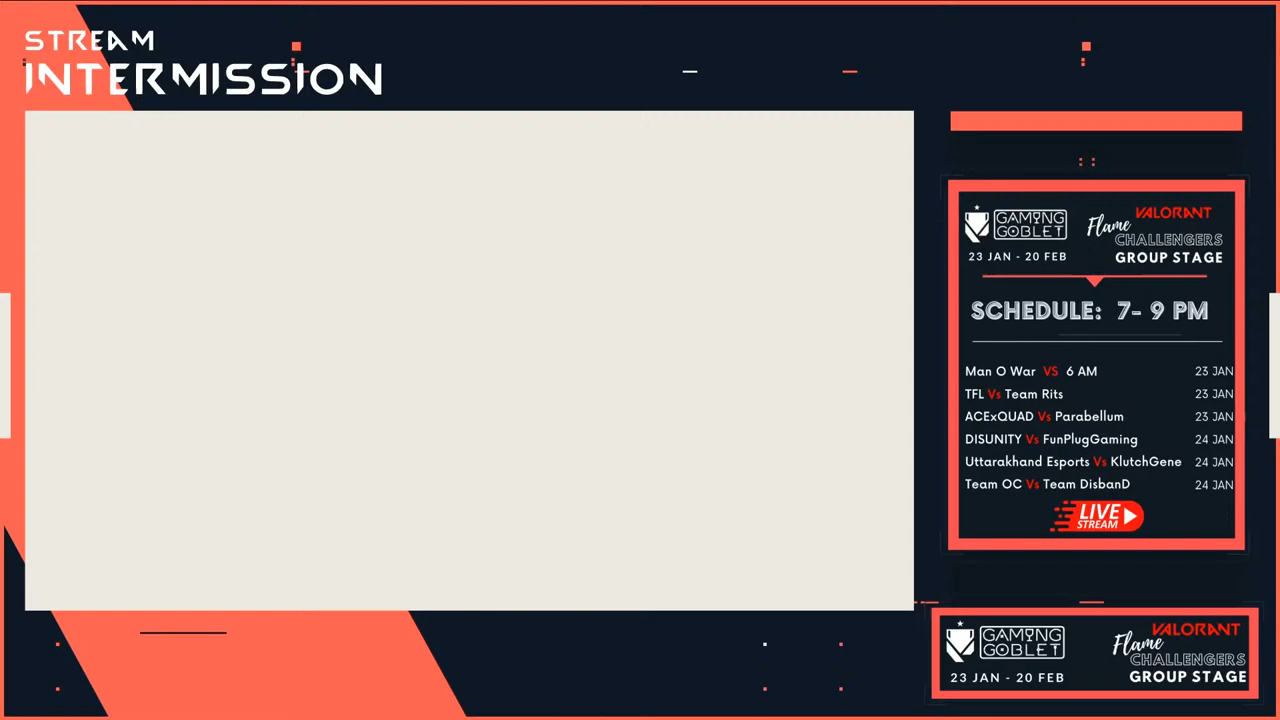 STREAM
INTERMISSION
GAMING
GOBLET
23 JAN - 20 FEB
VALORANT
Flame
CHALLENGERS
GROUP STAGE
SCHEDULE: 7- 9 PM
Man O War VS 6 AM 23 JAN
TFL Vs Team Rits 23 JAN
ACExQUAD Vs Parabellum 23 JAN
DISUNITY Vs FunPlugGaming 24 JAN
Uttarakhand Esports Vs KlutchGene 24 JAN
Team OC Vs Team DisbanD 24 JAN
LIVE
STREAM
GAMING
GOBLET
23 JAN - 20 FEB
VALORANT
Flame
CHALLENGERS
GROUP STAGE